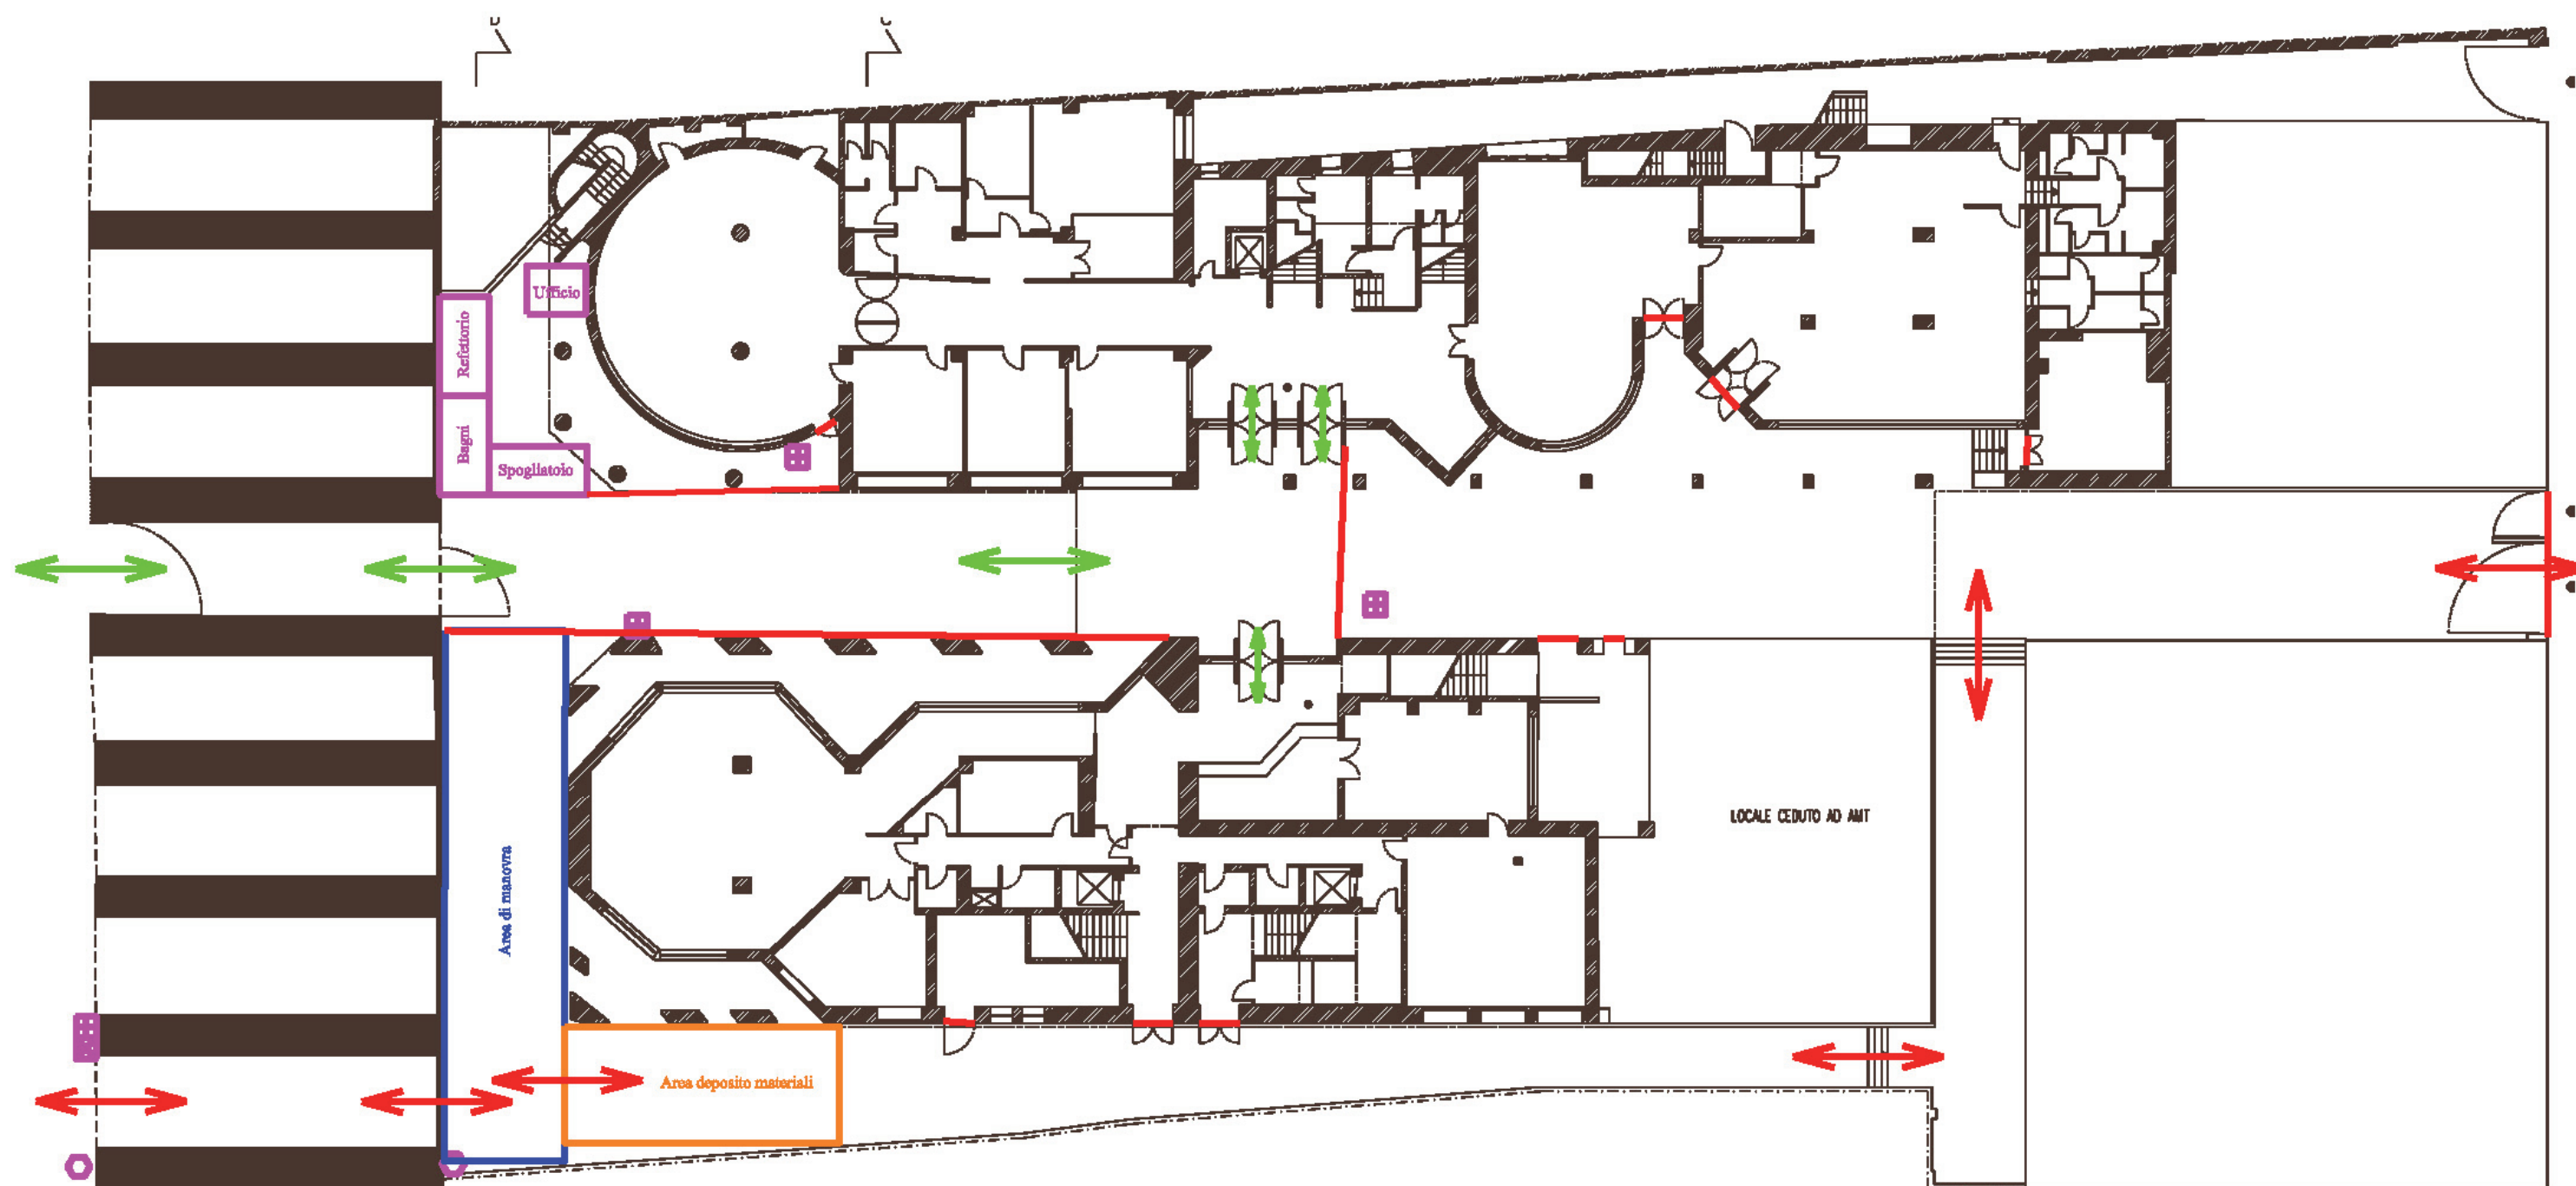 Ufficio
Refettorio
Bagni
Spogliatoio
LOCALE CEDUTO AD AMT
Area di manovra
Area deposito materiali